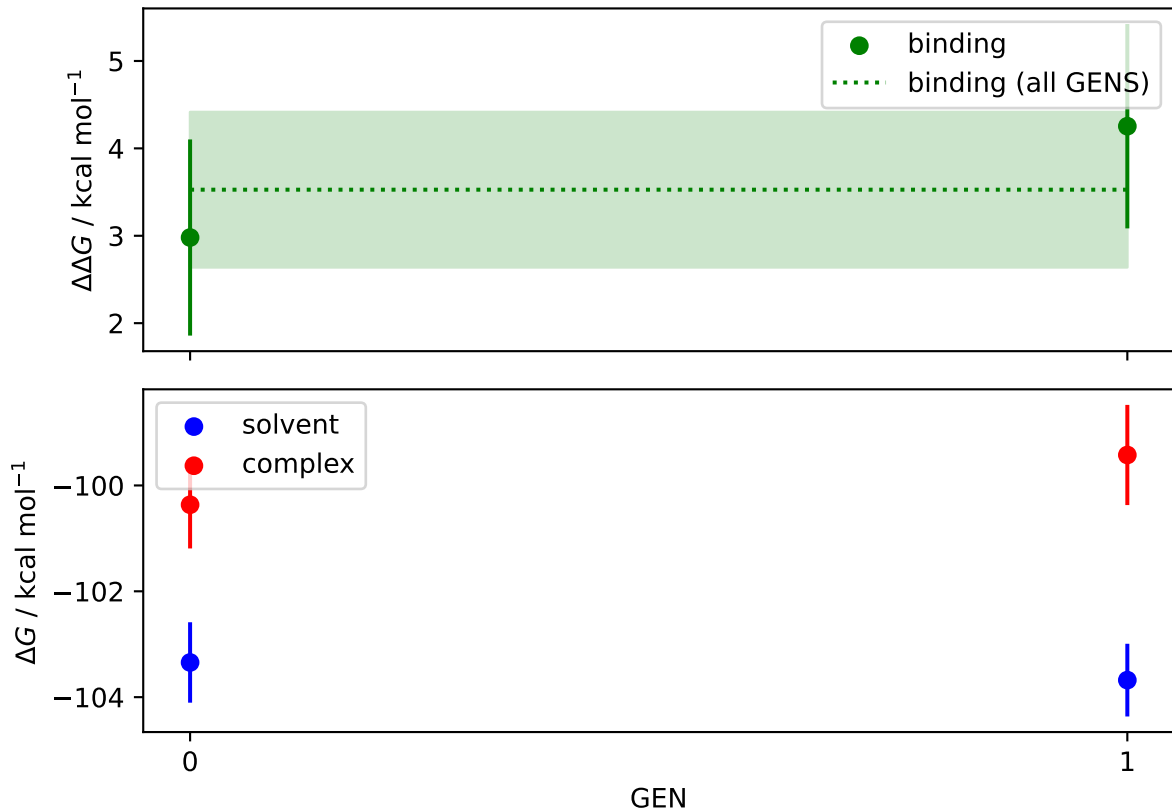 5
4
3
2
ΔΔG / kcal mol⁻¹
binding
binding (all GENS)
−100
−102
−104
ΔG / kcal mol⁻¹
solvent
complex
0
1
GEN